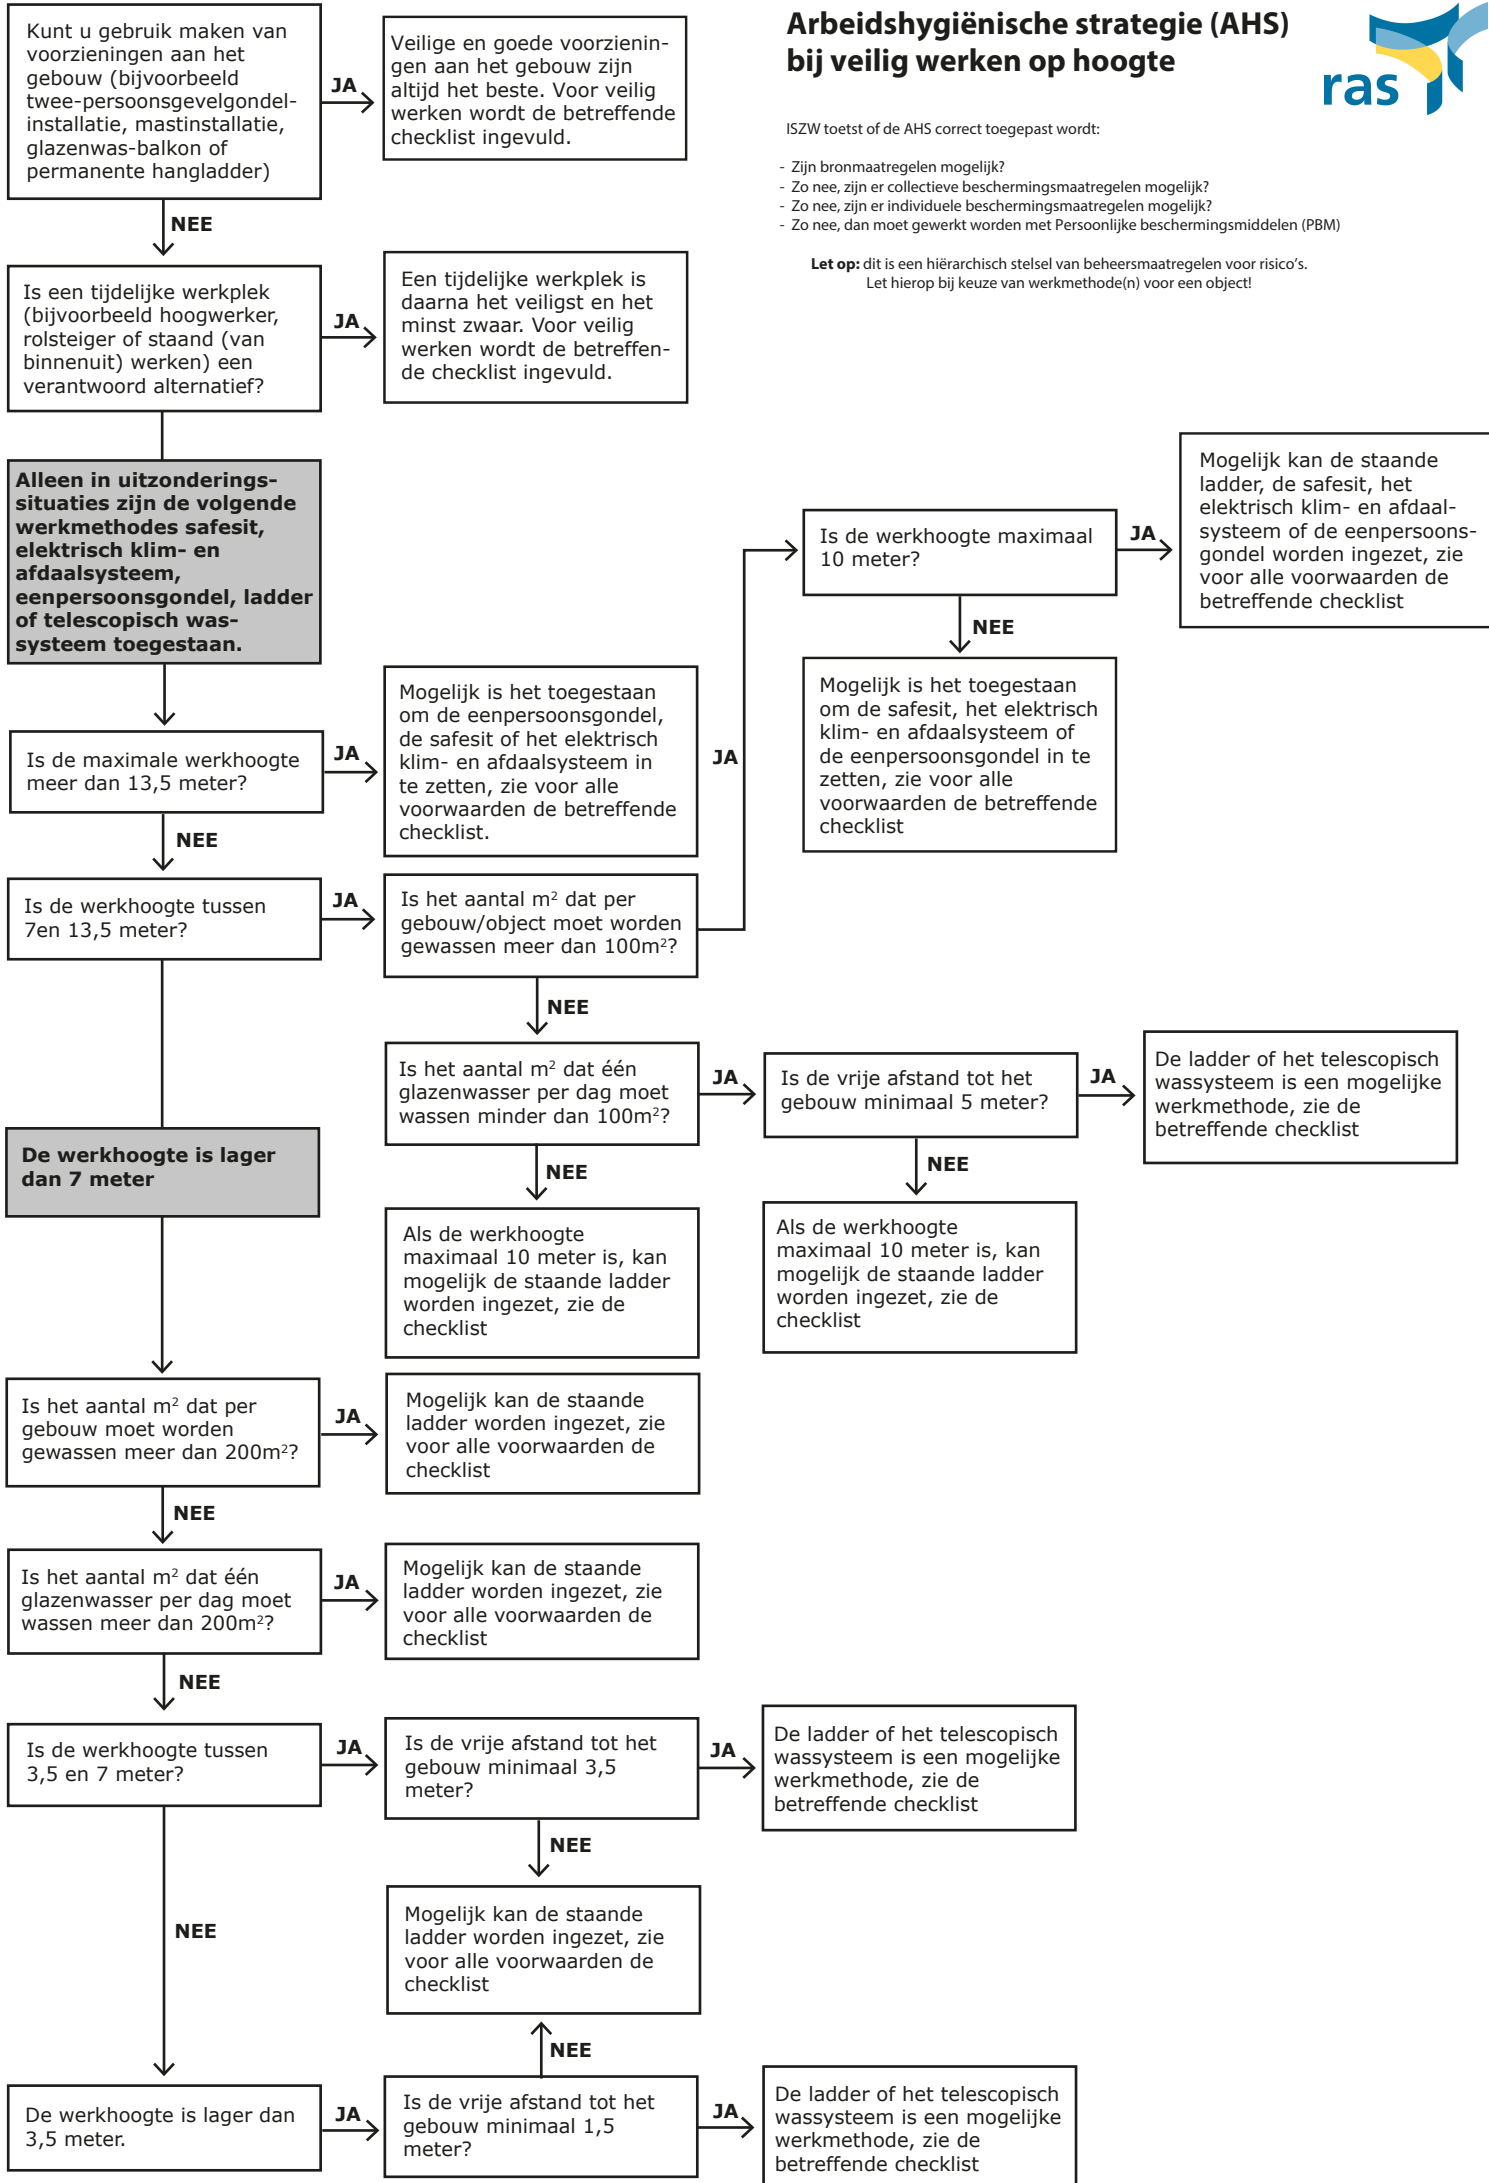 Arbeidshygiënische strategie (AHS)
bij veilig werken op hoogte
ras
ISZW toetst of de AHS correct toegepast wordt:
- Zijn bronmaatregelen mogelijk?
- Zo nee, zijn er collectieve beschermingsmaatregelen mogelijk?
- Zo nee, zijn er individuele beschermingsmaatregelen mogelijk?
- Zo nee, dan moet gewerkt worden met Persoonlijke beschermingsmiddelen (PBM)
Let op: dit is een hiërarchisch stelsel van beheersmaatregelen voor risico's.
Let hierop bij keuze van werkmethode(n) voor een object!
Kunt u gebruik maken van
voorzieningen aan het
gebouw (bijvoorbeeld
twee-persoonsgevelgondel-
installatie, mastinstallatie,
glazenwas-balkon of
permanente hangladder)
JA
Veilige en goede voorzienin-
gen aan het gebouw zijn
altijd het beste. Voor veilig
werken wordt de betreffende
checklist ingevuld.
NEE
Is een tijdelijke werkplek
(bijvoorbeeld hoogwerker,
rolsteiger of staand (van
binnenuit) werken) een
verantwoord alternatief?
JA
Een tijdelijke werkplek is
daarna het veiligst en het
minst zwaar. Voor veilig
werken wordt de betreffen-
de checklist ingevuld.
Alleen in uitzonderings-
situaties zijn de volgende
werkmethodes safesit,
elektrisch klim- en
afdaalsysteem,
eenpersoonsgondel, ladder
of telescopisch was-
systeem toegestaan.
Is de maximale werkhoogte
meer dan 13,5 meter?
JA
Mogelijk is het toegestaan
om de eenpersoonsgondel,
de safesit of het elektrisch
klim- en afdaalsysteem in
te zetten, zie voor alle
voorwaarden de betreffende
checklist.
NEE
Is de werkhoogte tussen
7en 13,5 meter?
JA
Is het aantal m² dat per
gebouw/object moet worden
gewassen meer dan 100m²?
JA
Is de werkhoogte maximaal
10 meter?
JA
Mogelijk kan de staande
ladder, de safesit, het
elektrisch klim- en afdaal-
systeem of de eenpersoons-
gondel worden ingezet, zie
voor alle voorwaarden de
betreffende checklist
NEE
Mogelijk is het toegestaan
om de safesit, het elektrisch
klim- en afdaalsysteem of
de eenpersoonsgondel in te
zetten, zie voor alle
voorwaarden de betreffende
checklist
NEE
Is het aantal m² dat één
glazenwasser per dag moet
wassen minder dan 100m²?
JA
Is de vrije afstand tot het
gebouw minimaal 5 meter?
JA
De ladder of het telescopisch
wassysteem is een mogelijke
werkmethode, zie de
betreffende checklist
NEE
Als de werkhoogte
maximaal 10 meter is, kan
mogelijk de staande ladder
worden ingezet, zie de
checklist
NEE
Als de werkhoogte
maximaal 10 meter is, kan
mogelijk de staande ladder
worden ingezet, zie de
checklist
De werkhoogte is lager
dan 7 meter
Is het aantal m² dat per
gebouw moet worden
gewassen meer dan 200m²?
JA
Mogelijk kan de staande
ladder worden ingezet, zie
voor alle voorwaarden de
checklist
NEE
Is het aantal m² dat één
glazenwasser per dag moet
wassen meer dan 200m²?
JA
Mogelijk kan de staande
ladder worden ingezet, zie
voor alle voorwaarden de
checklist
NEE
Is de werkhoogte tussen
3,5 en 7 meter?
JA
Is de vrije afstand tot het
gebouw minimaal 3,5
meter?
JA
De ladder of het telescopisch
wassysteem is een mogelijke
werkmethode, zie de
betreffende checklist
NEE
Mogelijk kan de staande
ladder worden ingezet, zie
voor alle voorwaarden de
checklist
NEE
NEE
De werkhoogte is lager dan
3,5 meter.
JA
Is de vrije afstand tot het
gebouw minimaal 1,5
meter?
JA
De ladder of het telescopisch
wassysteem is een mogelijke
werkmethode, zie de
betreffende checklist